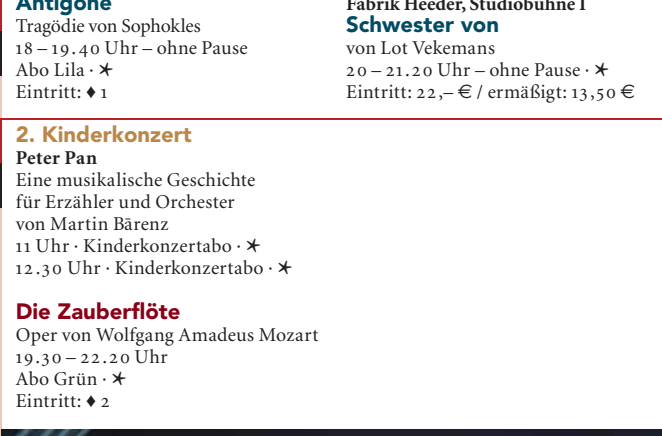 Antigone
Tragödie von Sophokles
18 – 19.40 Uhr – ohne Pause
Abo Lila · ✶
Eintritt: ♦ 1
Fabrik Heeder, Studiobühne I
Schwester von
von Lot Vekemans
20 – 21.20 Uhr – ohne Pause · ✶
Eintritt: 22,– € / ermäßigt: 13,50 €
2. Kinderkonzert
Peter Pan
Eine musikalische Geschichte
für Erzähler und Orchester
von Martin Bārenz
11 Uhr · Kinderkonzertabo · ✶
12.30 Uhr · Kinderkonzertabo · ✶
Die Zauberflöte
Oper von Wolfgang Amadeus Mozart
19.30 – 22.20 Uhr
Abo Grün · ✶
Eintritt: ♦ 2